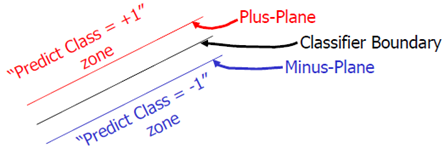 "Predict Class = +1"
zone
Plus-Plane
Classifier Boundary
Minus-Plane
"Predict Class = -1"
zone